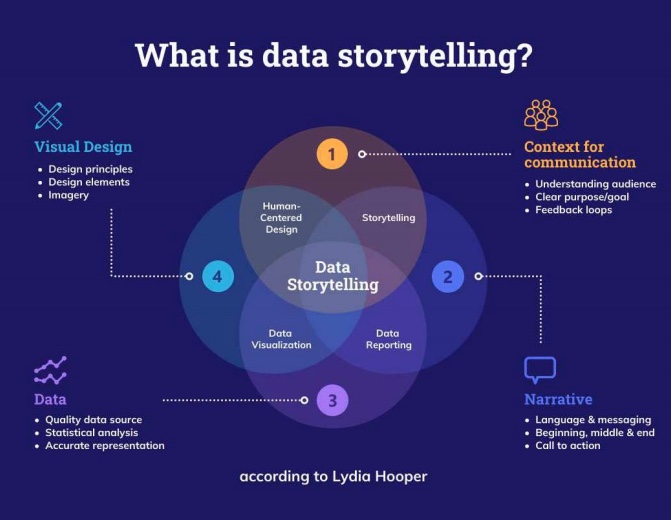 What is data storytelling?
Visual Design
• Design principles
• Design elements
• Imagery
1
Context for
communication
• Understanding audience
• Clear purpose/goal
• Feedback loops
Human-
Centered
Design
Storytelling
4
Data
Storytelling
2
Data
Visualization
Data
Reporting
Data
• Quality data source
• Statistical analysis
• Accurate representation
3
Narrative
• Language & messaging
• Beginning, middle & end
• Call to action
according to Lydia Hooper